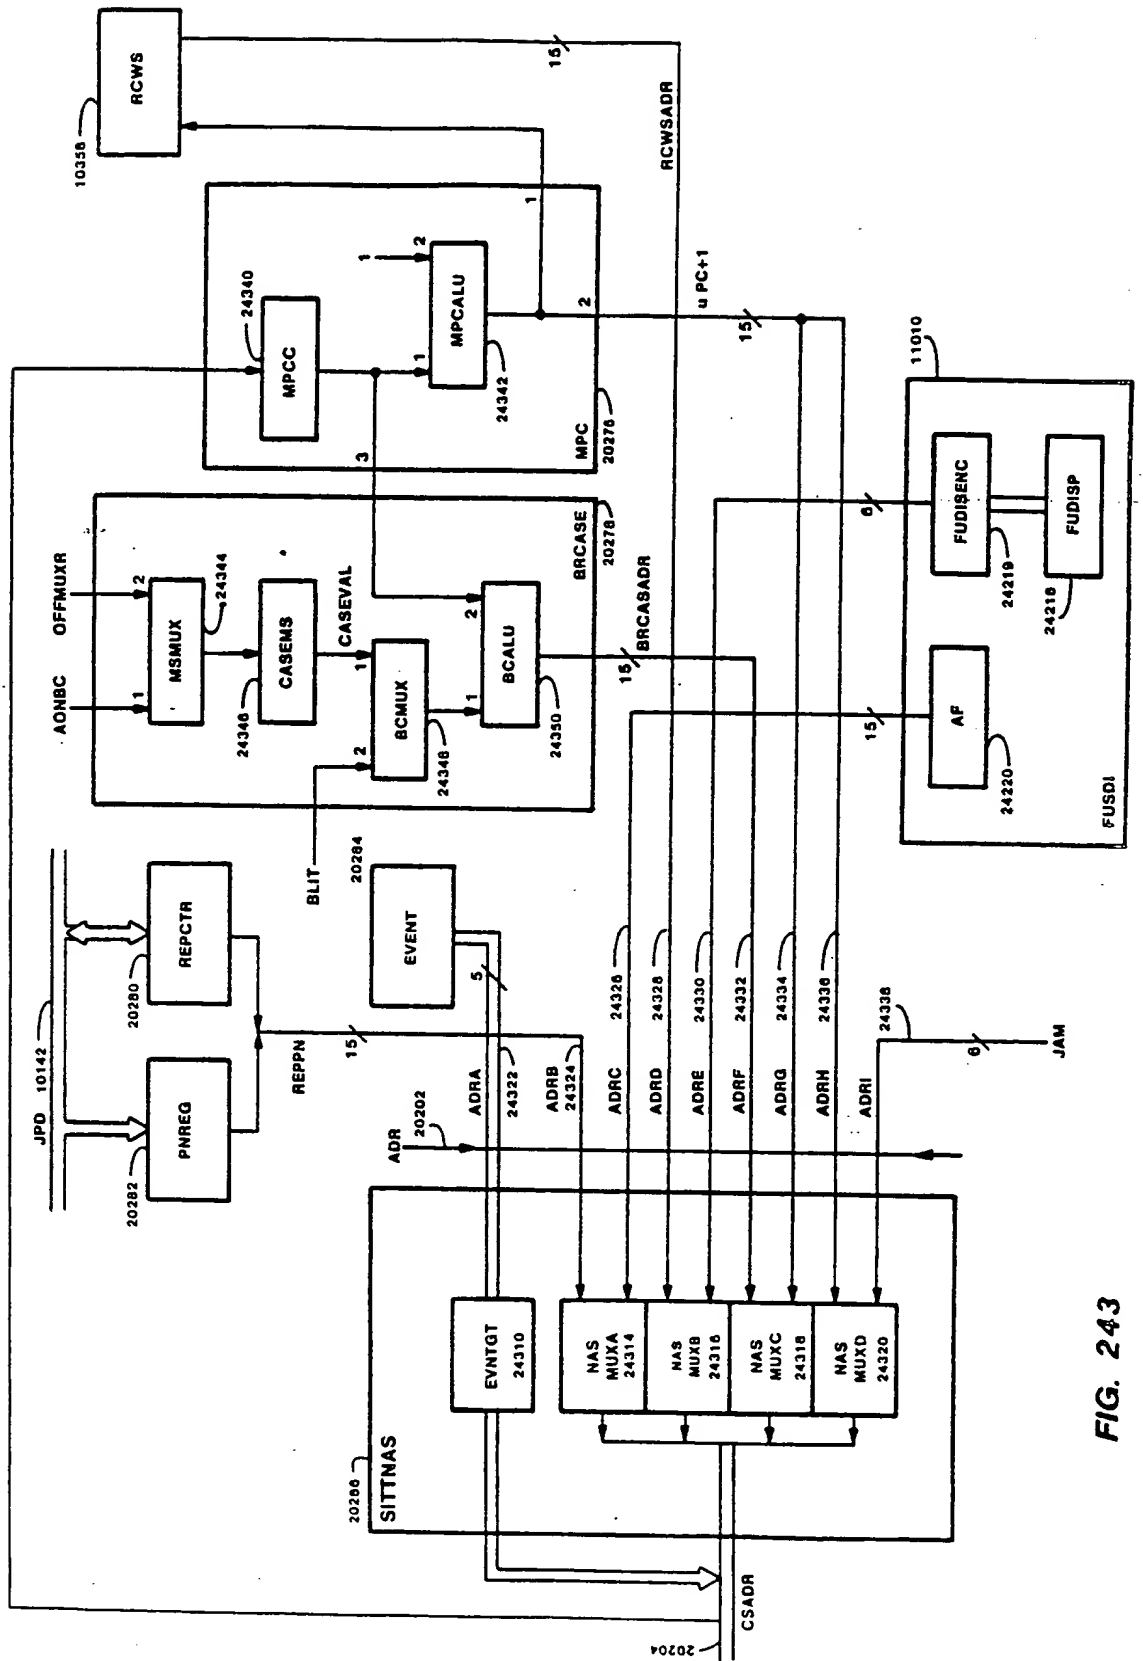 JPD 10142
20282
PNREG
20280
REPCTR
REPPN
15
AONBC
OFFMUXR
1
2
MSMUX
24344
24346
CASEMS
CASEVAL
BLIT
2
1
BCMUX
24348
1
2
BCALU
24350
BRCASE
20278
15
BRCASADR
3
MPCC
24340
1
1
2
MPCALU
24342
MPC
20276
1
2
15
u PC+1
10358
RCWS
15
RCWSADR
20284
EVENT
5
20286
SITTNAS
EVNTGT
24310
ADR
20202
ADRA
24322
ADRB
24324
ADRC
24326
ADRD
24328
ADRE
24330
ADRF
24332
ADRG
24334
ADRH
24336
ADRI
24338
6
JAM
NAS
MUXA
24314
NAS
MUXB
24316
NAS
MUXC
24318
NAS
MUXD
24320
CSADR
20204
15
AF
24220
6
FUDISENC
24219
FUDISP
24218
11010
FUSDI
FIG. 243